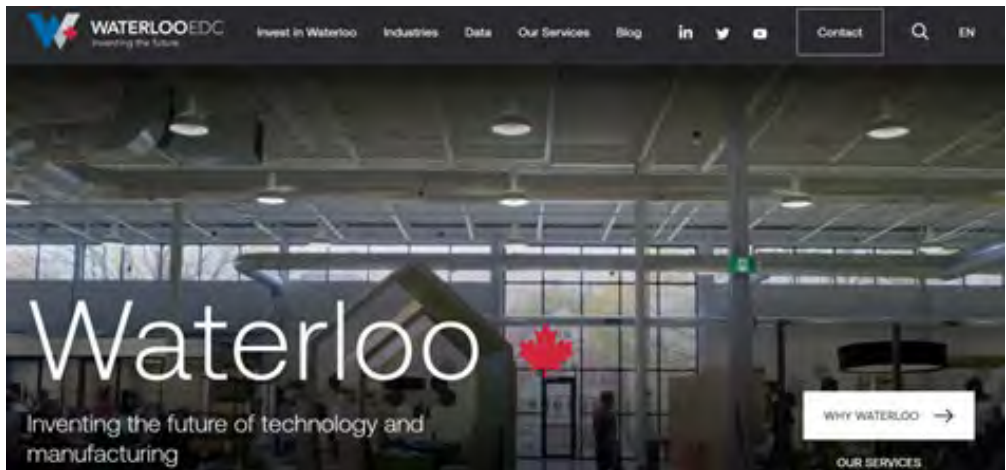 WATERLOOEDC
Inventing the future
Invest in Waterloo Industries Data Our Services Blog in Contact EN
Waterloo
Inventing the future of technology and
manufacturing
WHY WATERLOO
OUR SERVICES